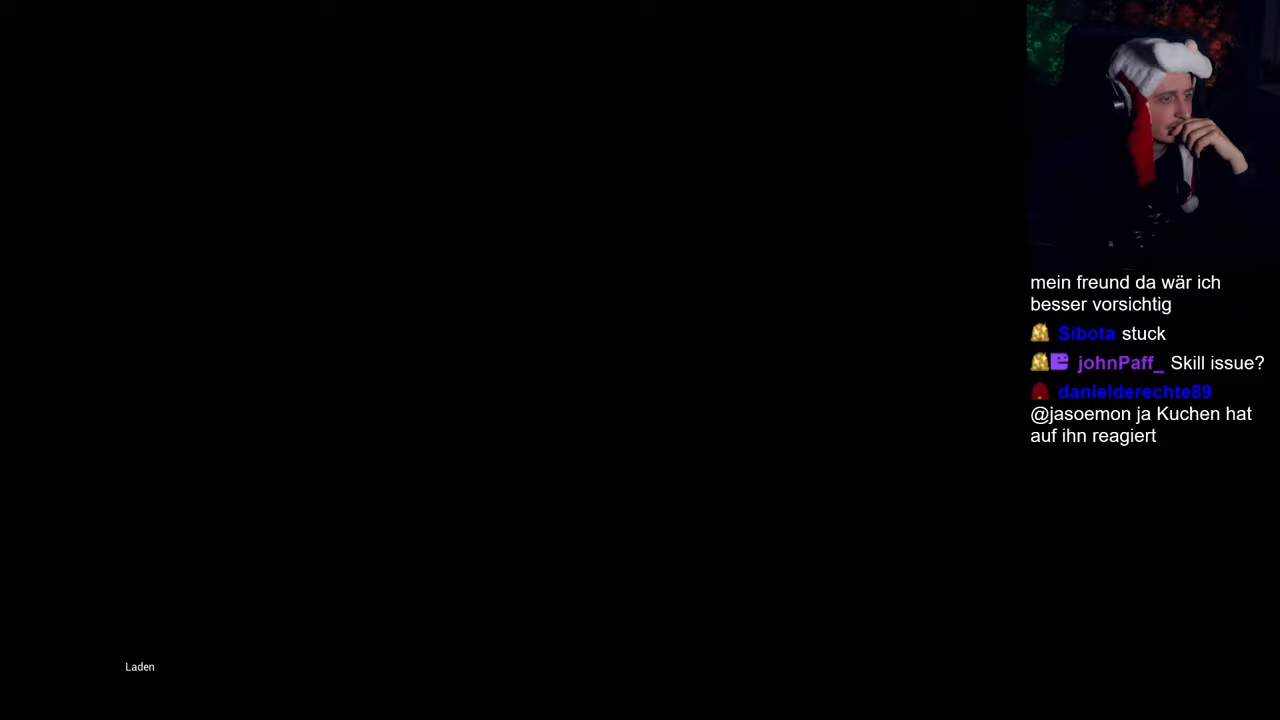 mein freund da wär ich
besser vorsichtig
Sibota stuck
johnPaff_ Skill issue?
danielderechte89
@jasoemon ja Kuchen hat
auf ihn reagiert
Laden